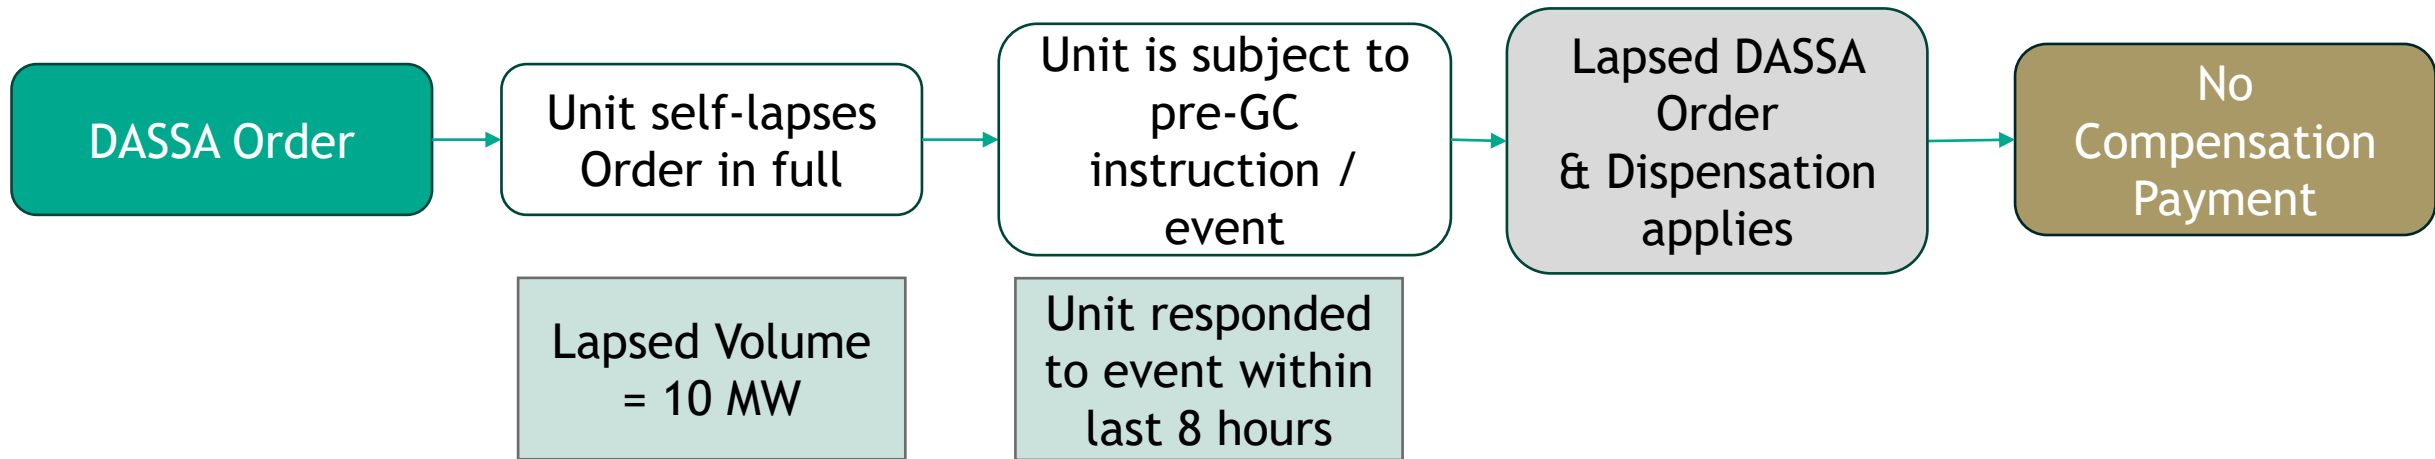 DASSA Order
Unit self-lapses
Order in full
Unit is subject to
pre-GC
instruction /
event
Lapsed DASSA
Order
& Dispensation
applies
No
Compensation
Payment
Lapsed Volume
= 10 MW
Unit responded
to event within
last 8 hours